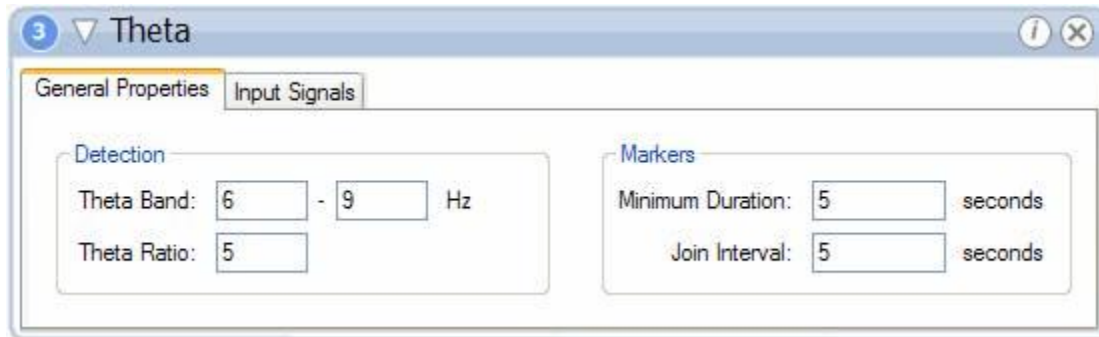 3 Theta i
General Properties Input Signals
Detection Markers
Theta Band: 6 - 9 Hz Minimum Duration: 5 seconds
Theta Ratio: 5 Join Interval: 5 seconds